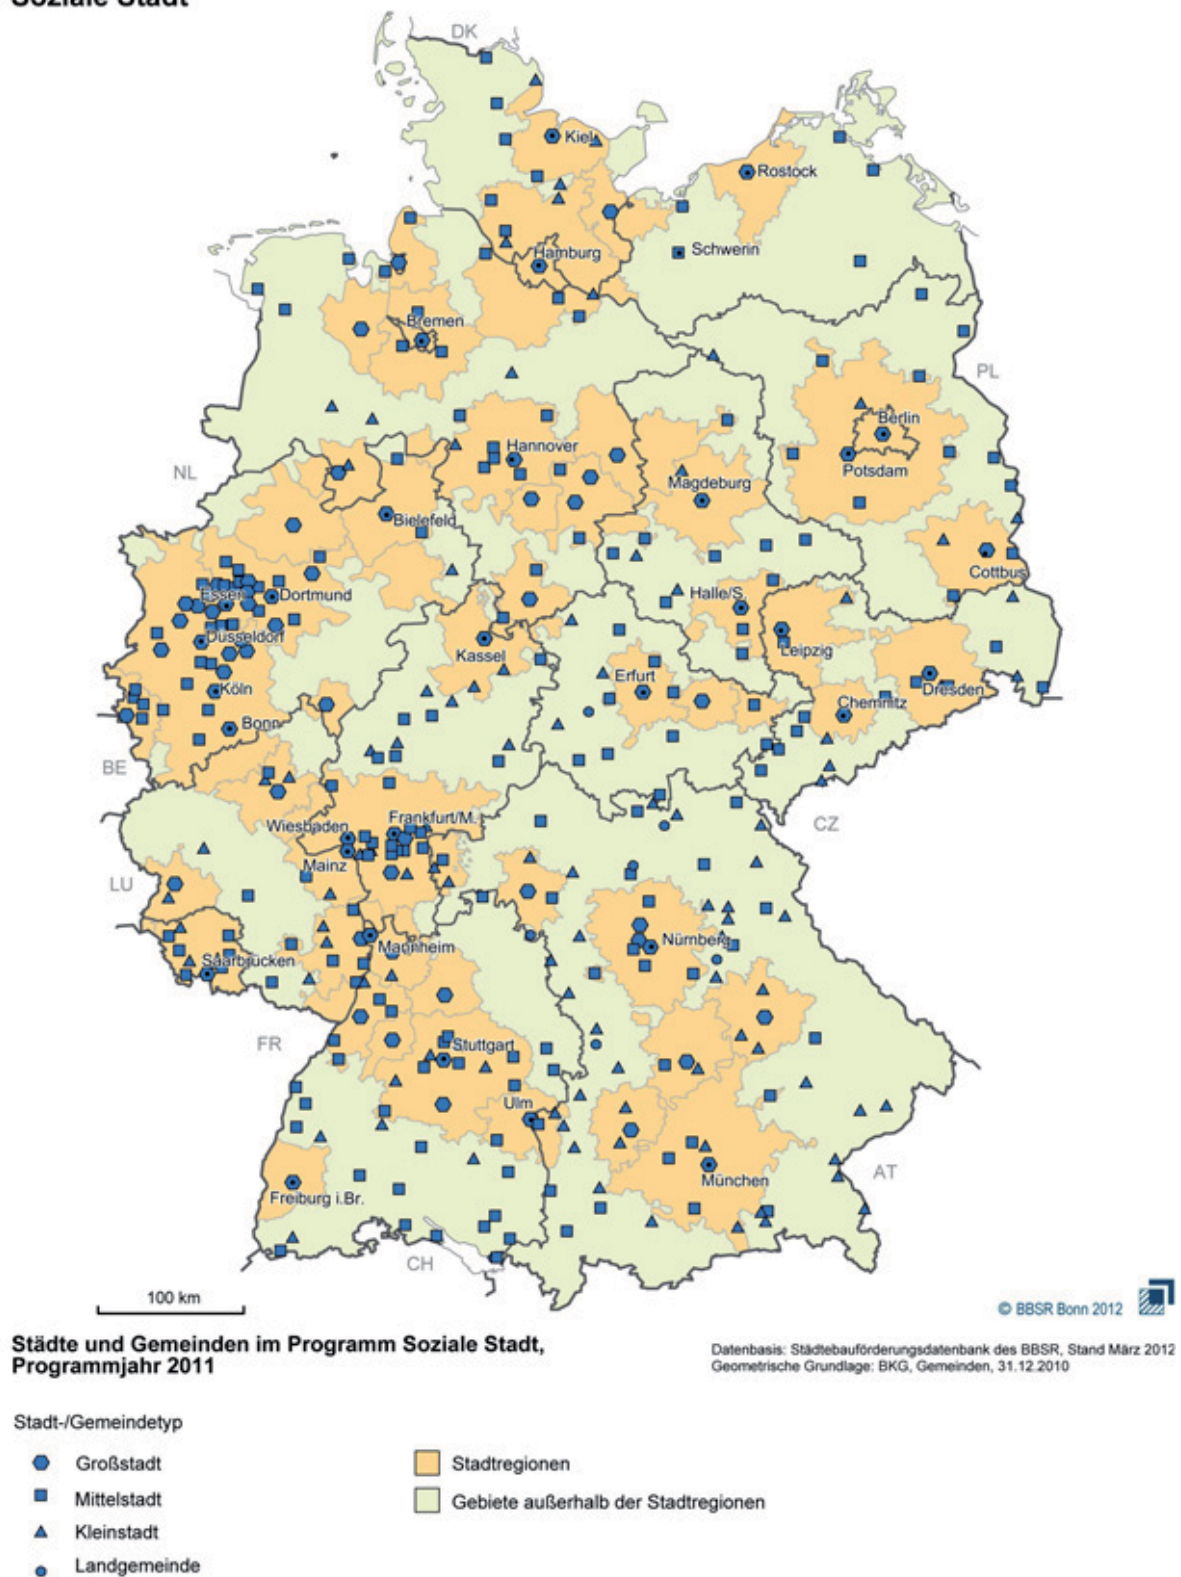 Soziale Stadt
DK
Kiel
Rostock
Schwerin
Hamburg
Bremen
PL
Berlin
Potsdam
Hannover
Magdeburg
NL
Bielefeld
Cottbus
Essen
Dortmund
Halle/S.
Düsseldorf
Leipzig
Kassel
Erfurt
Köln
Dresden
Chemnitz
Bonn
BE
Wiesbaden
Frankfurt/M.
CZ
Mainz
LU
Nürnberg
Mannheim
Saarbrücken
FR
Stuttgart
Ulm
AT
München
Freiburg i.Br.
CH
100 km
© BBSR Bonn 2012
Städte und Gemeinden im Programm Soziale Stadt,
Programmjahr 2011
Datenbasis: Städtebauförderungsdatenbank des BBSR, Stand März 2012
Geometrische Grundlage: BKG, Gemeinden, 31.12.2010
Stadt-/Gemeindetyp
Großstadt
Mittelstadt
Kleinstadt
Landgemeinde
Stadtregionen
Gebiete außerhalb der Stadtregionen